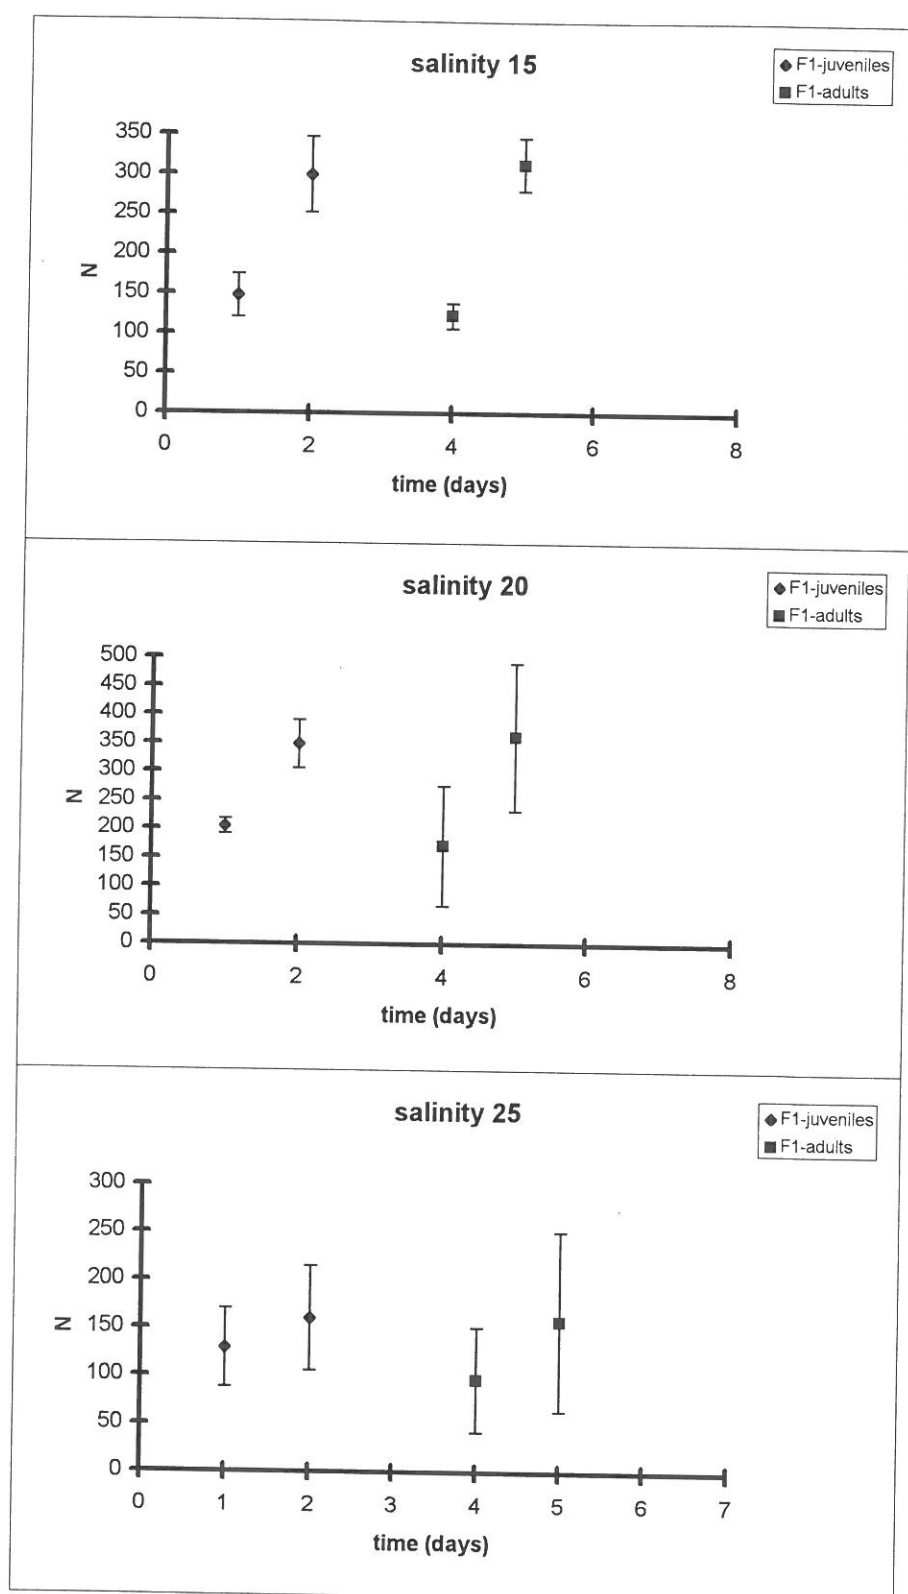 salinity 15
F1-juveniles
F1-adults
350
300
250
200
150
100
50
0
N
0 2 4 6 8
time (days)
salinity 20
F1-juveniles
F1-adults
500
450
400
350
300
250
200
150
100
50
0
N
0 2 4 6 8
time (days)
salinity 25
F1-juveniles
F1-adults
300
250
200
150
100
50
0
N
0 1 2 3 4 5 6 7
time (days)